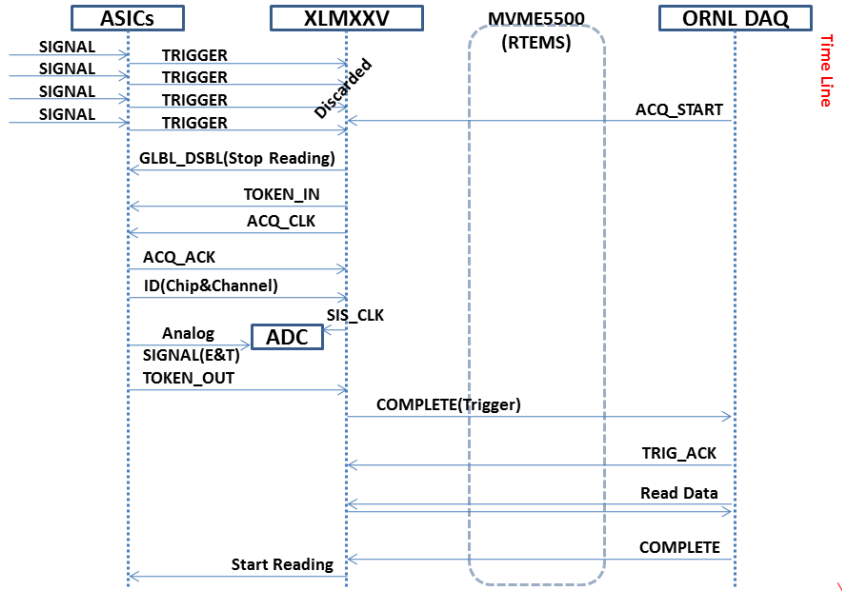 ASICs
XLMXXV
MVME5500
(RTEMS)
ORNL DAQ
Time Line
SIGNAL
TRIGGER
SIGNAL
TRIGGER
SIGNAL
TRIGGER
SIGNAL
TRIGGER
Discarded
ACQ_START
GLBL_DSBL(Stop Reading)
TOKEN_IN
ACQ_CLK
ACQ_ACK
ID(Chip&Channel)
SIS_CLK
Analog
ADC
SIGNAL(E&T)
TOKEN_OUT
COMPLETE(Trigger)
TRIG_ACK
Read Data
COMPLETE
Start Reading